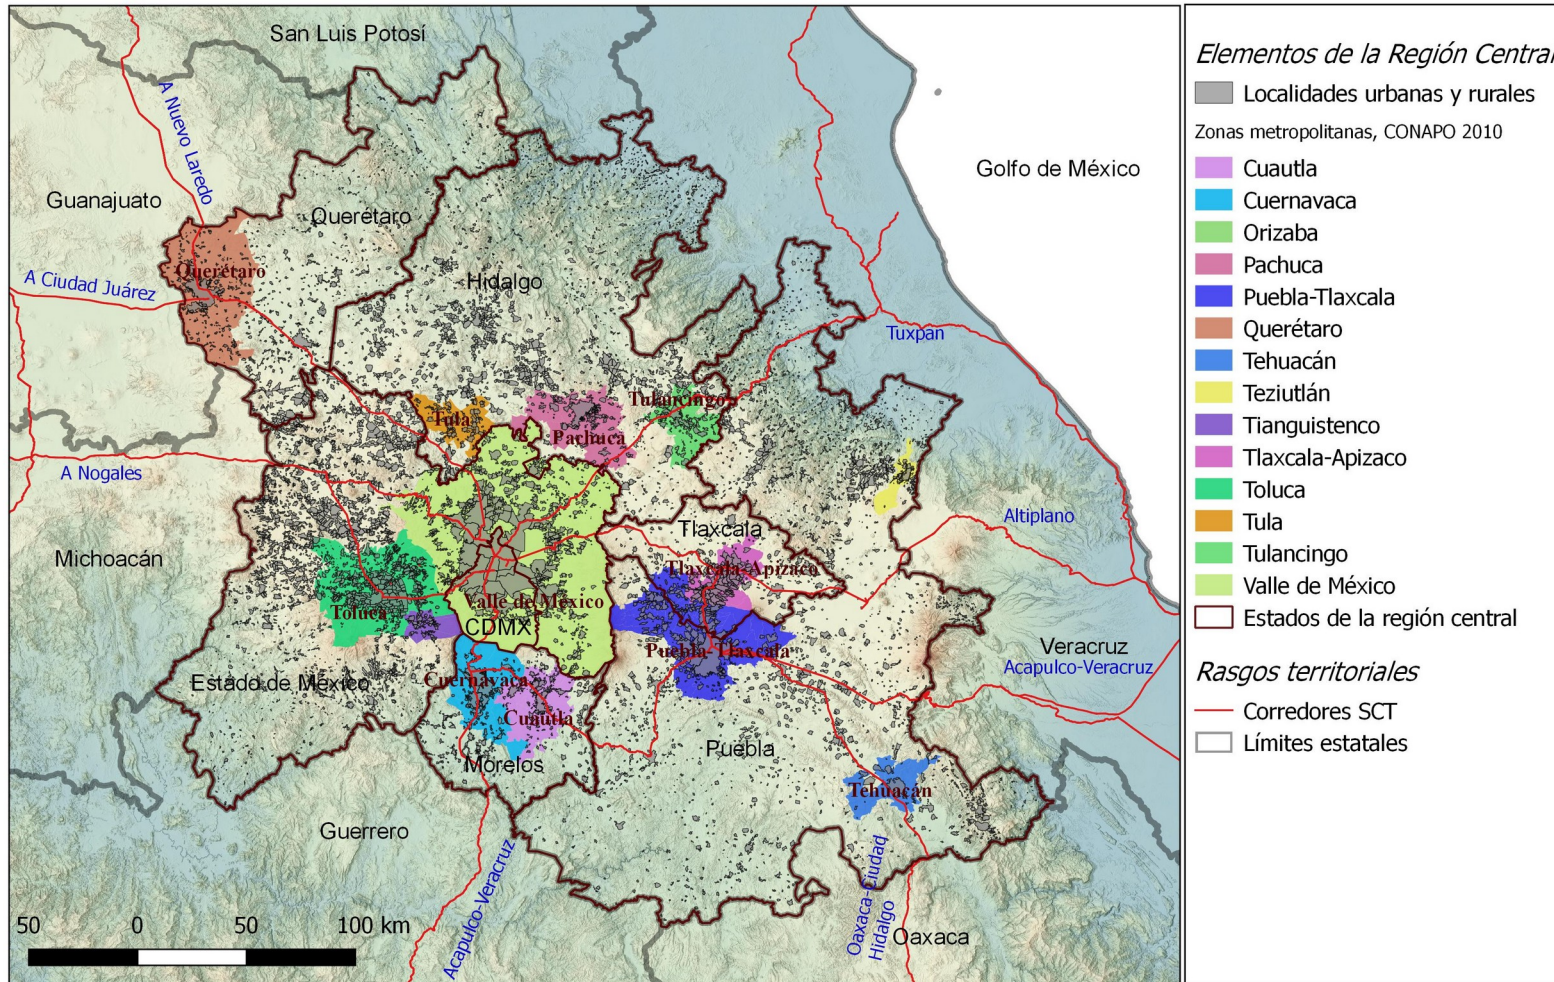 San Luis Potosí
A Nuevo Laredo
Golfo de México
Guanajuato
Querétaro
Querétaro
A Ciudad Juárez
Hidalgo
Tuxpan
Tulancingo
Tula
Pachuca
A Nogales
Altiplano
Tlaxcala
Michoacán
Tlaxcala-Apizaco
Toluca
Valle de México
CDMX
Veracruz
Puebla-Tlaxcala
Acapulco-Veracruz
Estado de México
Cuernavaca
Cuautla
Puebla
Morelos
Tehuacán
Guerrero
Acapulco-Veracruz
Oaxaca-Ciudad
Hidalgo
Oaxaca
50 0 50 100 km
Elementos de la Región Central
Localidades urbanas y rurales
Zonas metropolitanas, CONAPO 2010
Cuautla
Cuernavaca
Orizaba
Pachuca
Puebla-Tlaxcala
Querétaro
Tehuacán
Teziutlán
Tianguistenco
Tlaxcala-Apizaco
Toluca
Tula
Tulancingo
Valle de México
Estados de la región central
Rasgos territoriales
Corredores SCT
Límites estatales